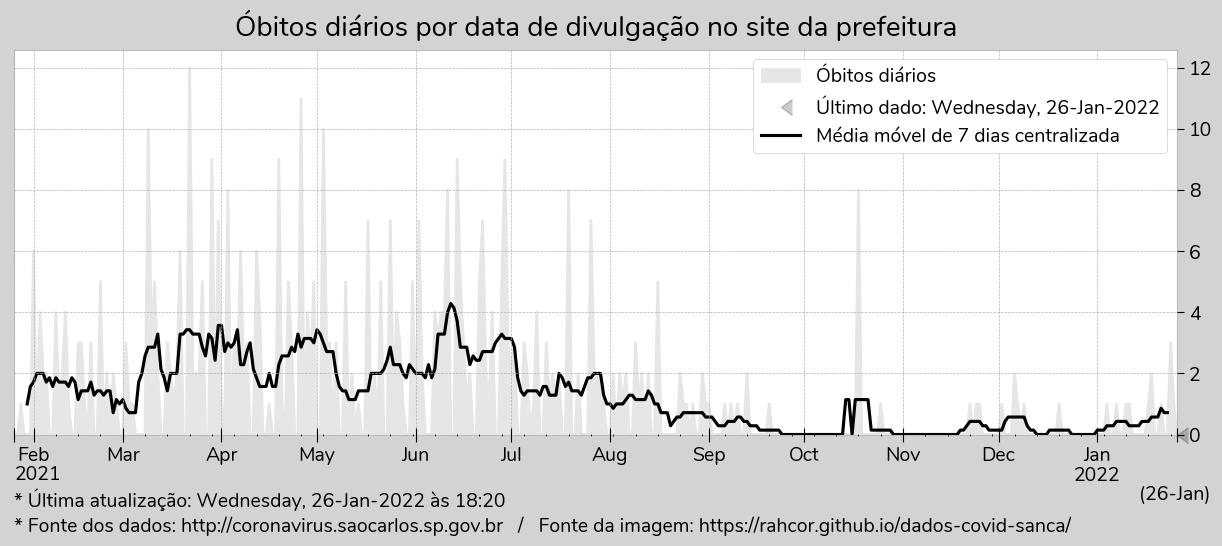 Óbitos diários por data de divulgação no site da prefeitura
Óbitos diários
Último dado: Wednesday, 26-Jan-2022
Média móvel de 7 dias centralizada
12
10
8
6
4
2
0
Feb Mar Apr May Jun Jul Aug Sep Oct Nov Dec Jan
2021 2022
(26-Jan)
* Última atualização: Wednesday, 26-Jan-2022 às 18:20
* Fonte dos dados: http://coronavirus.saocarlos.sp.gov.br / Fonte da imagem: https://rahcor.github.io/dados-covid-sanca/